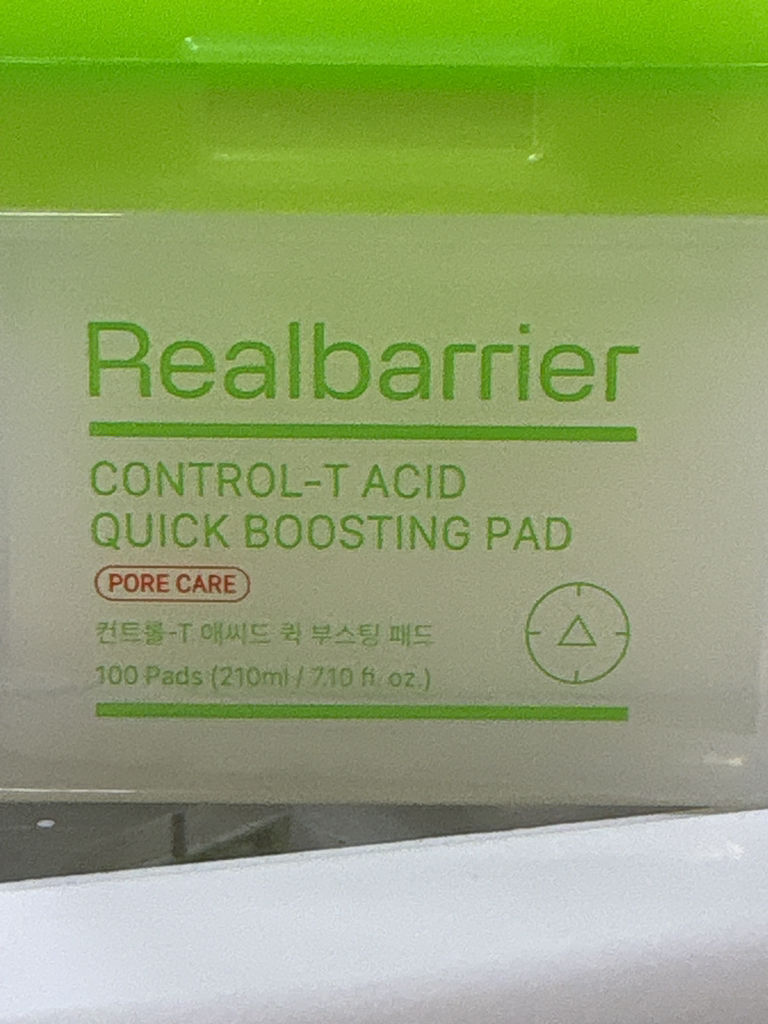 Realbarrier
CONTROL-T ACID
QUICK BOOSTING PAD
PORE CARE
컨트롤-T 애씨드 퀵 부스팅 패드
100 Pads (210ml / 7.10 fl. oz.)